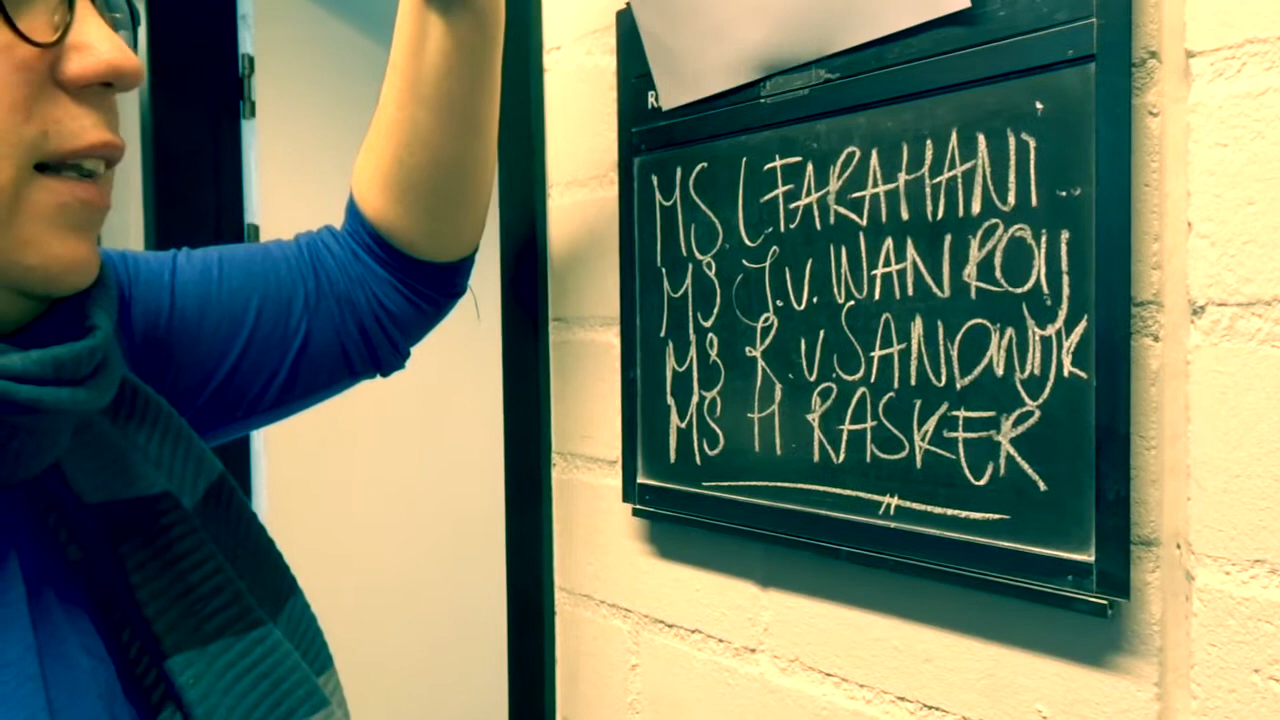 MS. L FARAHANI
MS J. v. WANROIJ
MS R. v. SANDWIJK
MS H RASKER